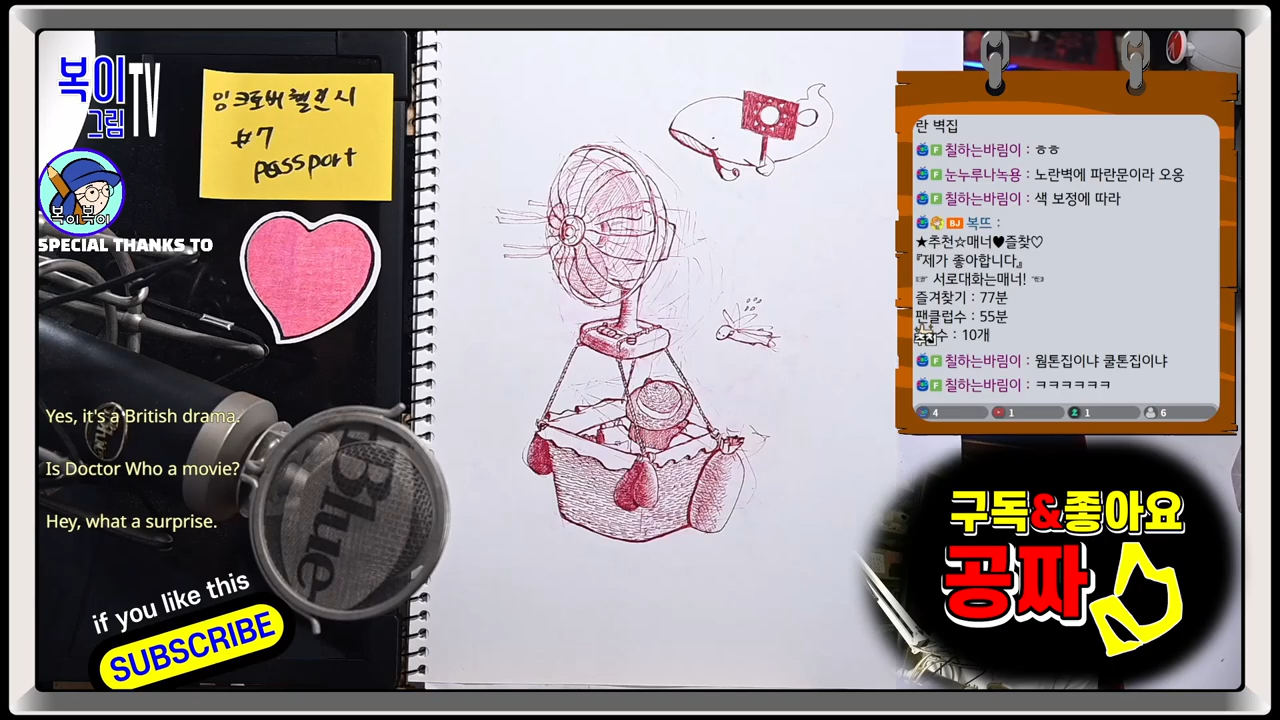 복이
그림
TV
잉크토버 챌린지
#7
passport
복이복이
SPECIAL THANKS TO
Yes, it's a British drama.
Is Doctor Who a movie?
Hey, what a surprise.
Blue
Blue
if you like this
SUBSCRIBE
란 벽집
F 칠하는바림이 : ㅎㅎ
F 눈누루나녹용 : 노란벽에 파란문이라 오옹
F 칠하는바림이 : 색 보정에 따라
BJ 복뜨 :
★추천☆매너♥즐찾♡
『제가 좋아합니다』
☞ 서로대화는매너! ☜
즐겨찾기 : 77분
팬클럽수 : 55분
수 : 10개
F 칠하는바림이 : 웜톤집이냐 쿨톤집이냐
F 칠하는바림이 : ㅋㅋㅋㅋㅋㅋ
4 1 1 6
구독&좋아요
공짜